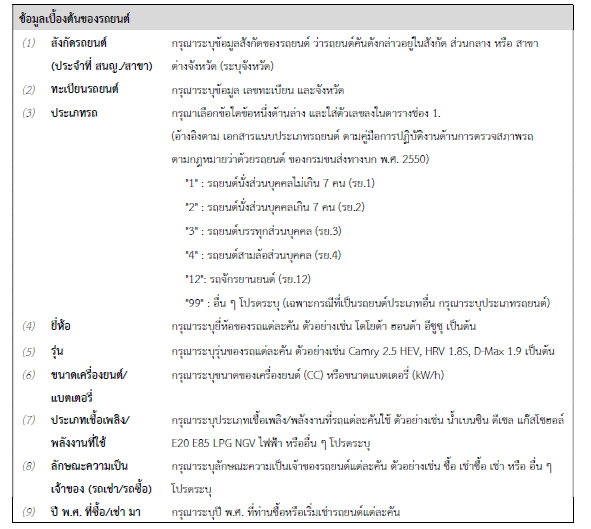 ข้อมูลเบื้องต้นของรถยนต์
(1) สังกัดรถยนต์ กรุณาระบุข้อมูลสังกัดของรถยนต์ ว่ารถยนต์คันดังกล่าวอยู่ในสังกัด ส่วนกลาง หรือ สาขา
(ประจำที่ สนญ./สาขา) ต่างจังหวัด (ระบุจังหวัด)
(2) ทะเบียนรถยนต์ กรุณาระบุข้อมูล เลขทะเบียน และจังหวัด
(3) ประเภทรถ กรุณาเลือกข้อใดข้อหนึ่งด้านล่าง และใส่ตัวเลขลงในตารางช่อง 1.
(อ้างอิงตาม เอกสารแนบประเภทรถยนต์ ตามคู่มือการปฏิบัติงานด้านการตรวจสภาพรถ
ตามกฎหมายว่าด้วยรถยนต์ ของกรมขนส่งทางบก พ.ศ. 2550)
"1" : รถยนต์นั่งส่วนบุคคลไม่เกิน 7 คน (รย.1)
"2" : รถยนต์นั่งส่วนบุคคลเกิน 7 คน (รย.2)
"3" : รถยนต์บรรทุกส่วนบุคคล (รย.3)
"4" : รถยนต์สามล้อส่วนบุคคล (รย.4)
"12": รถจักรยานยนต์ (รย.12)
"99" : อื่น ๆ โปรดระบุ (เฉพาะกรณีที่เป็นรถยนต์ประเภทอื่น กรุณาระบุประเภทรถยนต์)
(4) ยี่ห้อ กรุณาระบุยี่ห้อของรถแต่ละคัน ตัวอย่างเช่น โตโยต้า ฮอนด้า อีซูซุ เป็นต้น
(5) รุ่น กรุณาระบุรุ่นของรถแต่ละคัน ตัวอย่างเช่น Camry 2.5 HEV, HRV 1.8S, D-Max 1.9 เป็นต้น
(6) ขนาดเครื่องยนต์/ กรุณาระบุขนาดของเครื่องยนต์ (CC) หรือขนาดแบตเตอรี่ (kW/h)
แบตเตอรี่
(7) ประเภทเชื้อเพลิง/ กรุณาระบุประเภทเชื้อเพลิง/พลังงานที่รถแต่ละคันใช้ ตัวอย่างเช่น น้ำเบนซิน ดีเซล แก๊สโซฮอล์
พลังงานที่ใช้ E20 E85 LPG NGV ไฟฟ้า หรืออื่น ๆ โปรดระบุ
(8) ลักษณะความเป็น กรุณาระบุลักษณะความเป็นเจ้าของรถยนต์แต่ละคัน ตัวอย่างเช่น ซื้อ เช่าซื้อ เช่า หรือ อื่น ๆ
เจ้าของ (รถเช่า/รถซื้อ) โปรดระบุ
(9) ปี พ.ศ. ที่ซื้อ/เช่า มา กรุณาระบุปี พ.ศ. ที่ท่านซื้อหรือเริ่มเช่ารถยนต์แต่ละคัน